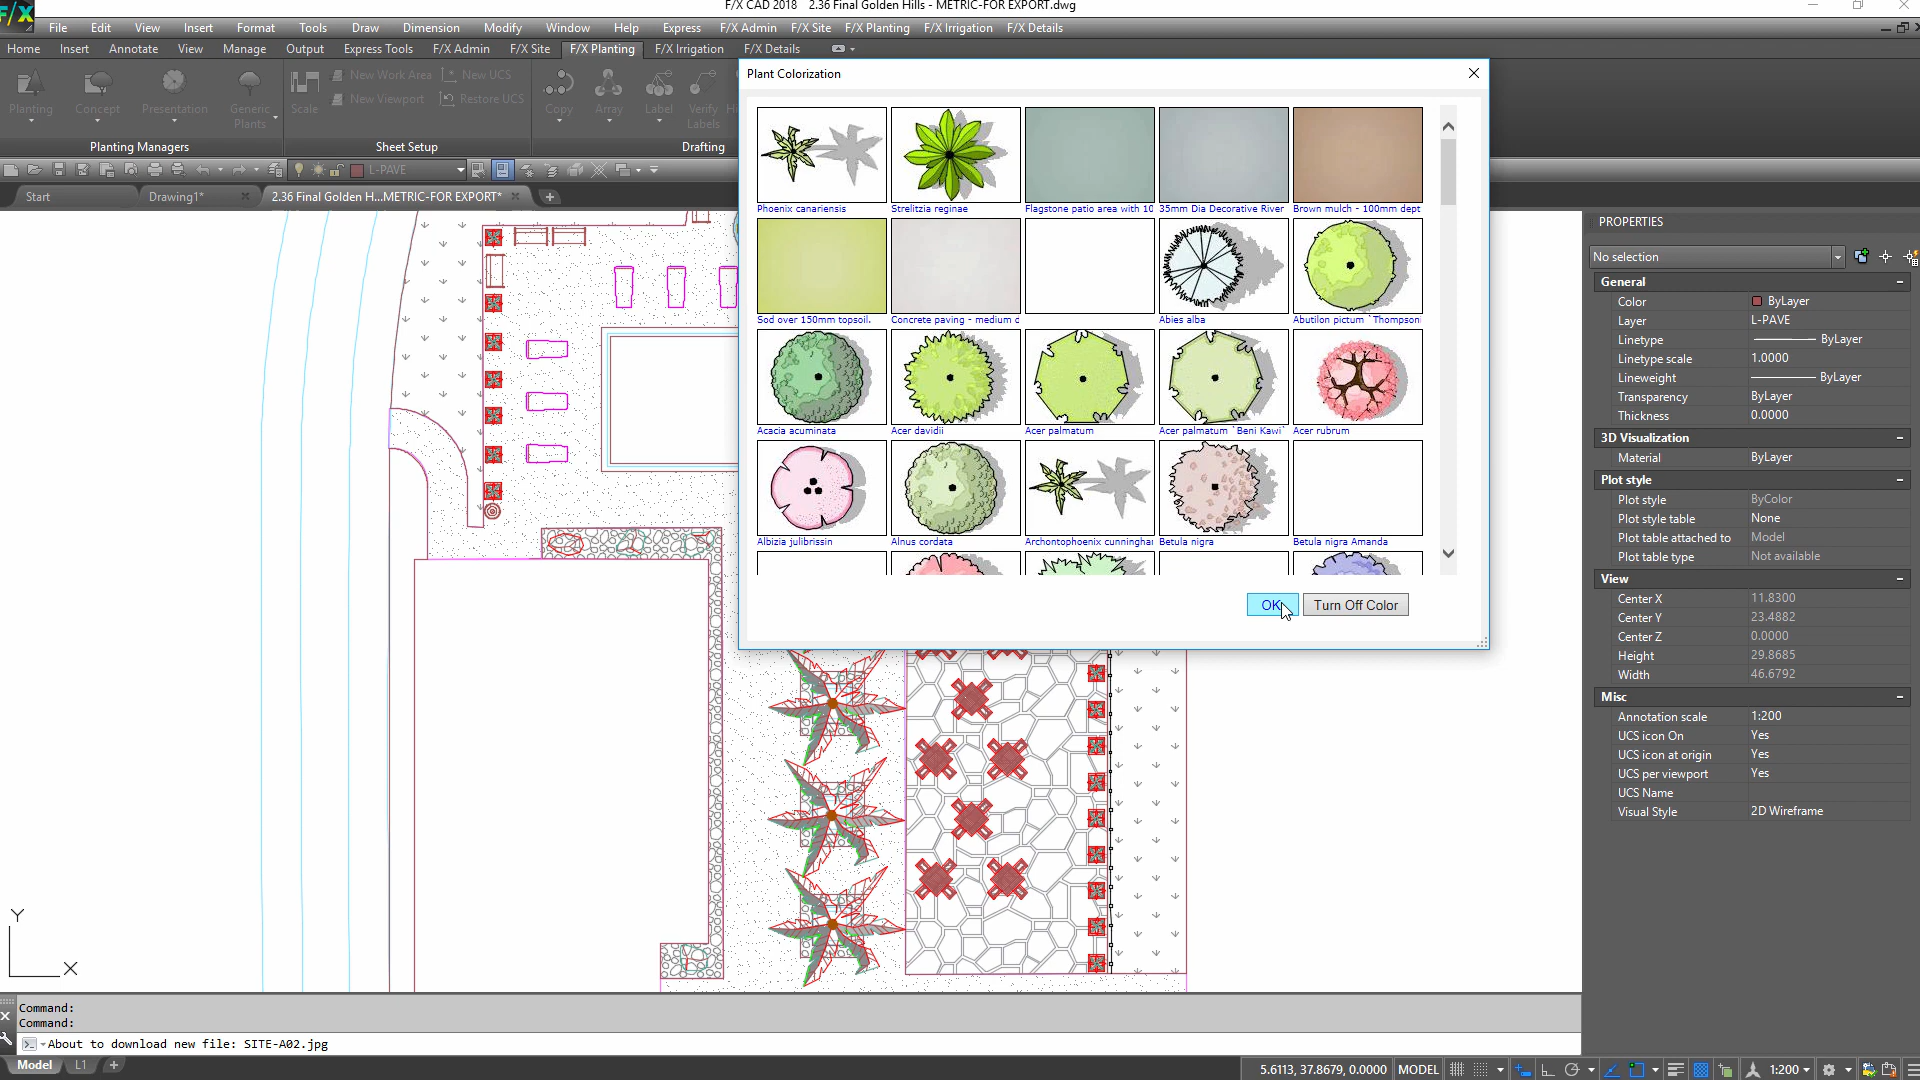 F/X CAD 2018 2.36 Final Golden Hills - METRIC-FOR EXPORT.dwg
F/X
File Edit View Insert Format Tools Draw Dimension Modify Window Help Express F/X Admin F/X Site F/X Planting F/X Irrigation F/X Details
Home Insert Annotate View Manage Output Express Tools F/X Admin F/X Site F/X Planting F/X Irrigation F/X Details
Planting Concept Presentation Generic Plants
Scale New Work Area New UCS
New Viewport Restore UCS
Copy Array Label Verify Labels
Planting Managers Sheet Setup Drafting
L-PAVE
Start Drawing1* 2.36 Final Golden H...METRIC-FOR EXPORT*
Plant Colorization
Phoenix canariensis Strelitzia reginae Flagstone patio area with 10 35mm Dia Decorative River Brown mulch - 100mm dept
Sod over 150mm topsoil. Concrete paving - medium c Abies alba Abutilon pictum `Thompson
Acacia acuminata Acer davidii Acer palmatum Acer palmatum `Beni Kawi` Acer rubrum
Albizia julibrissin Alnus cordata Archontophoenix cunningha Betula nigra Betula nigra Amanda
OK Turn Off Color
PROPERTIES
No selection
General
Color ByLayer
Layer L-PAVE
Linetype ByLayer
Linetype scale 1.0000
Lineweight ByLayer
Transparency ByLayer
Thickness 0.0000
3D Visualization
Material ByLayer
Plot style
Plot style ByColor
Plot style table None
Plot table attached to Model
Plot table type Not available
View
Center X 11.8300
Center Y 23.4882
Center Z 0.0000
Height 29.8685
Width 46.6792
Misc
Annotation scale 1:200
UCS icon On Yes
UCS icon at origin Yes
UCS per viewport Yes
UCS Name
Visual Style 2D Wireframe
Y
X
Command:
Command:
About to download new file: SITE-A02.jpg
Model L1
5.6113, 37.8679, 0.0000 MODEL 1:200